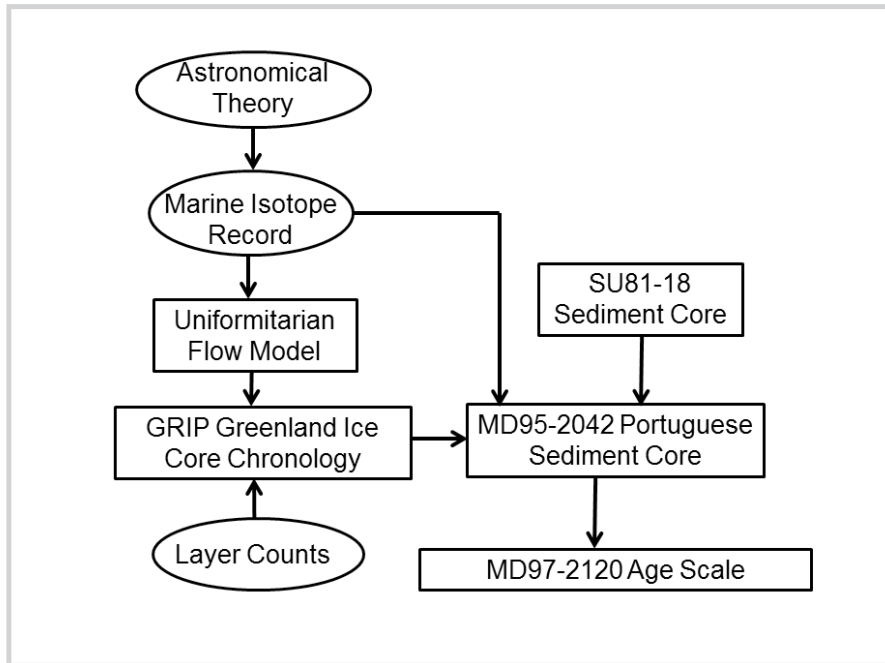 Astronomical
Theory
Marine Isotope
Record
SU81-18
Sediment Core
Uniformitarian
Flow Model
GRIP Greenland Ice
Core Chronology
MD95-2042 Portuguese
Sediment Core
Layer Counts
MD97-2120 Age Scale